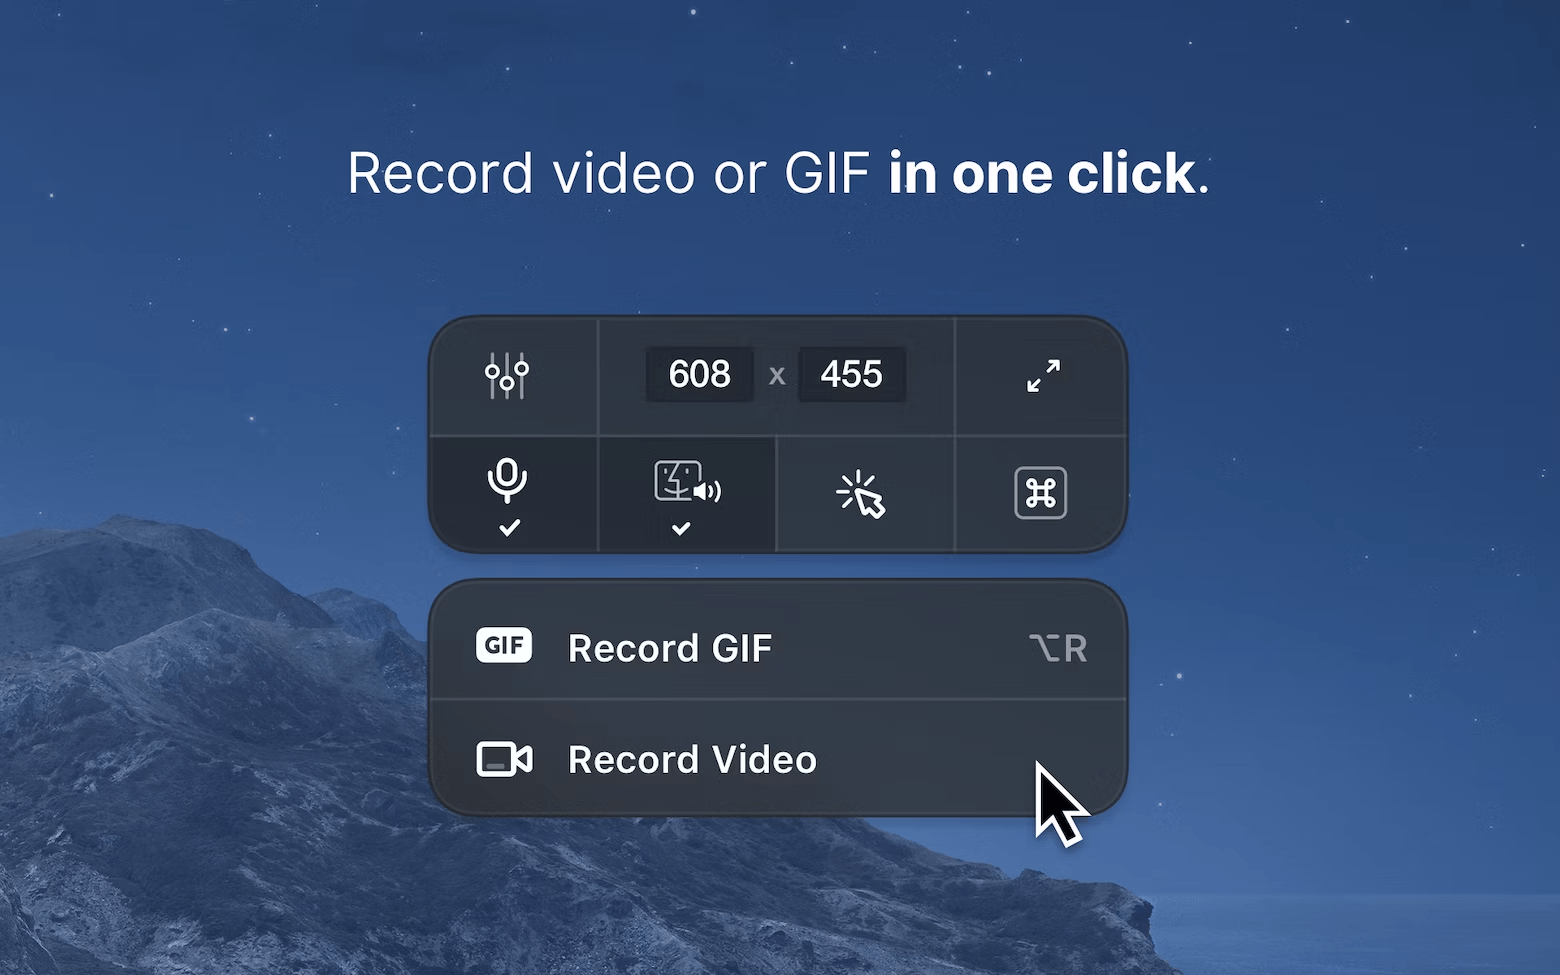 Record video or GIF in one click.
608 x 455
GIF Record GIF ⌥R
Record Video